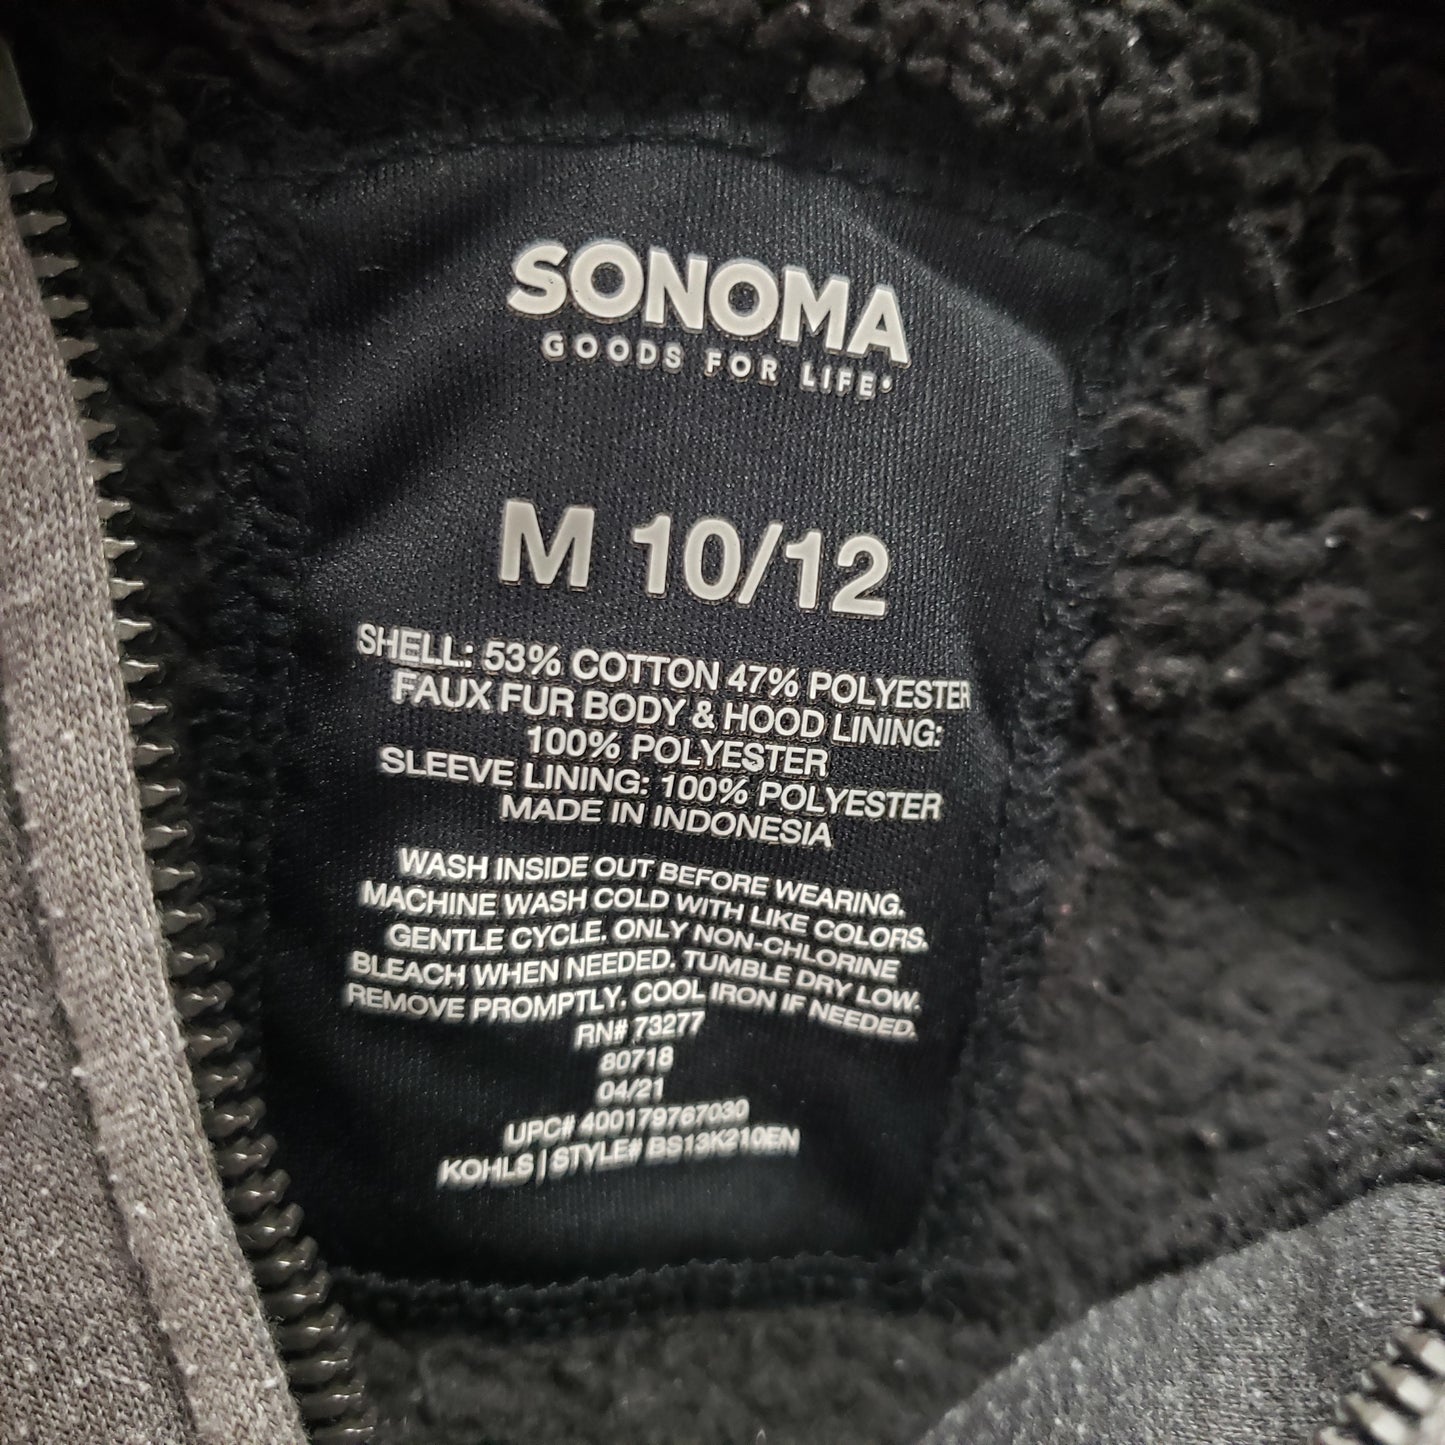 SONOMA
GOODS FOR LIFE
M 10/12
SHELL: 53% COTTON 47% POLYESTER
FAUX FUR BODY & HOOD LINING:
100% POLYESTER
SLEEVE LINING: 100% POLYESTER
MADE IN INDONESIA
WASH INSIDE OUT BEFORE WEARING.
MACHINE WASH COLD WITH LIKE COLORS.
GENTLE CYCLE. ONLY NON-CHLORINE
BLEACH WHEN NEEDED. TUMBLE DRY LOW.
REMOVE PROMPTLY. COOL IRON IF NEEDED.
RN# 73277
80718
04/21
UPC# 400179767030
KOHLS | STYLE# BS13K210EN